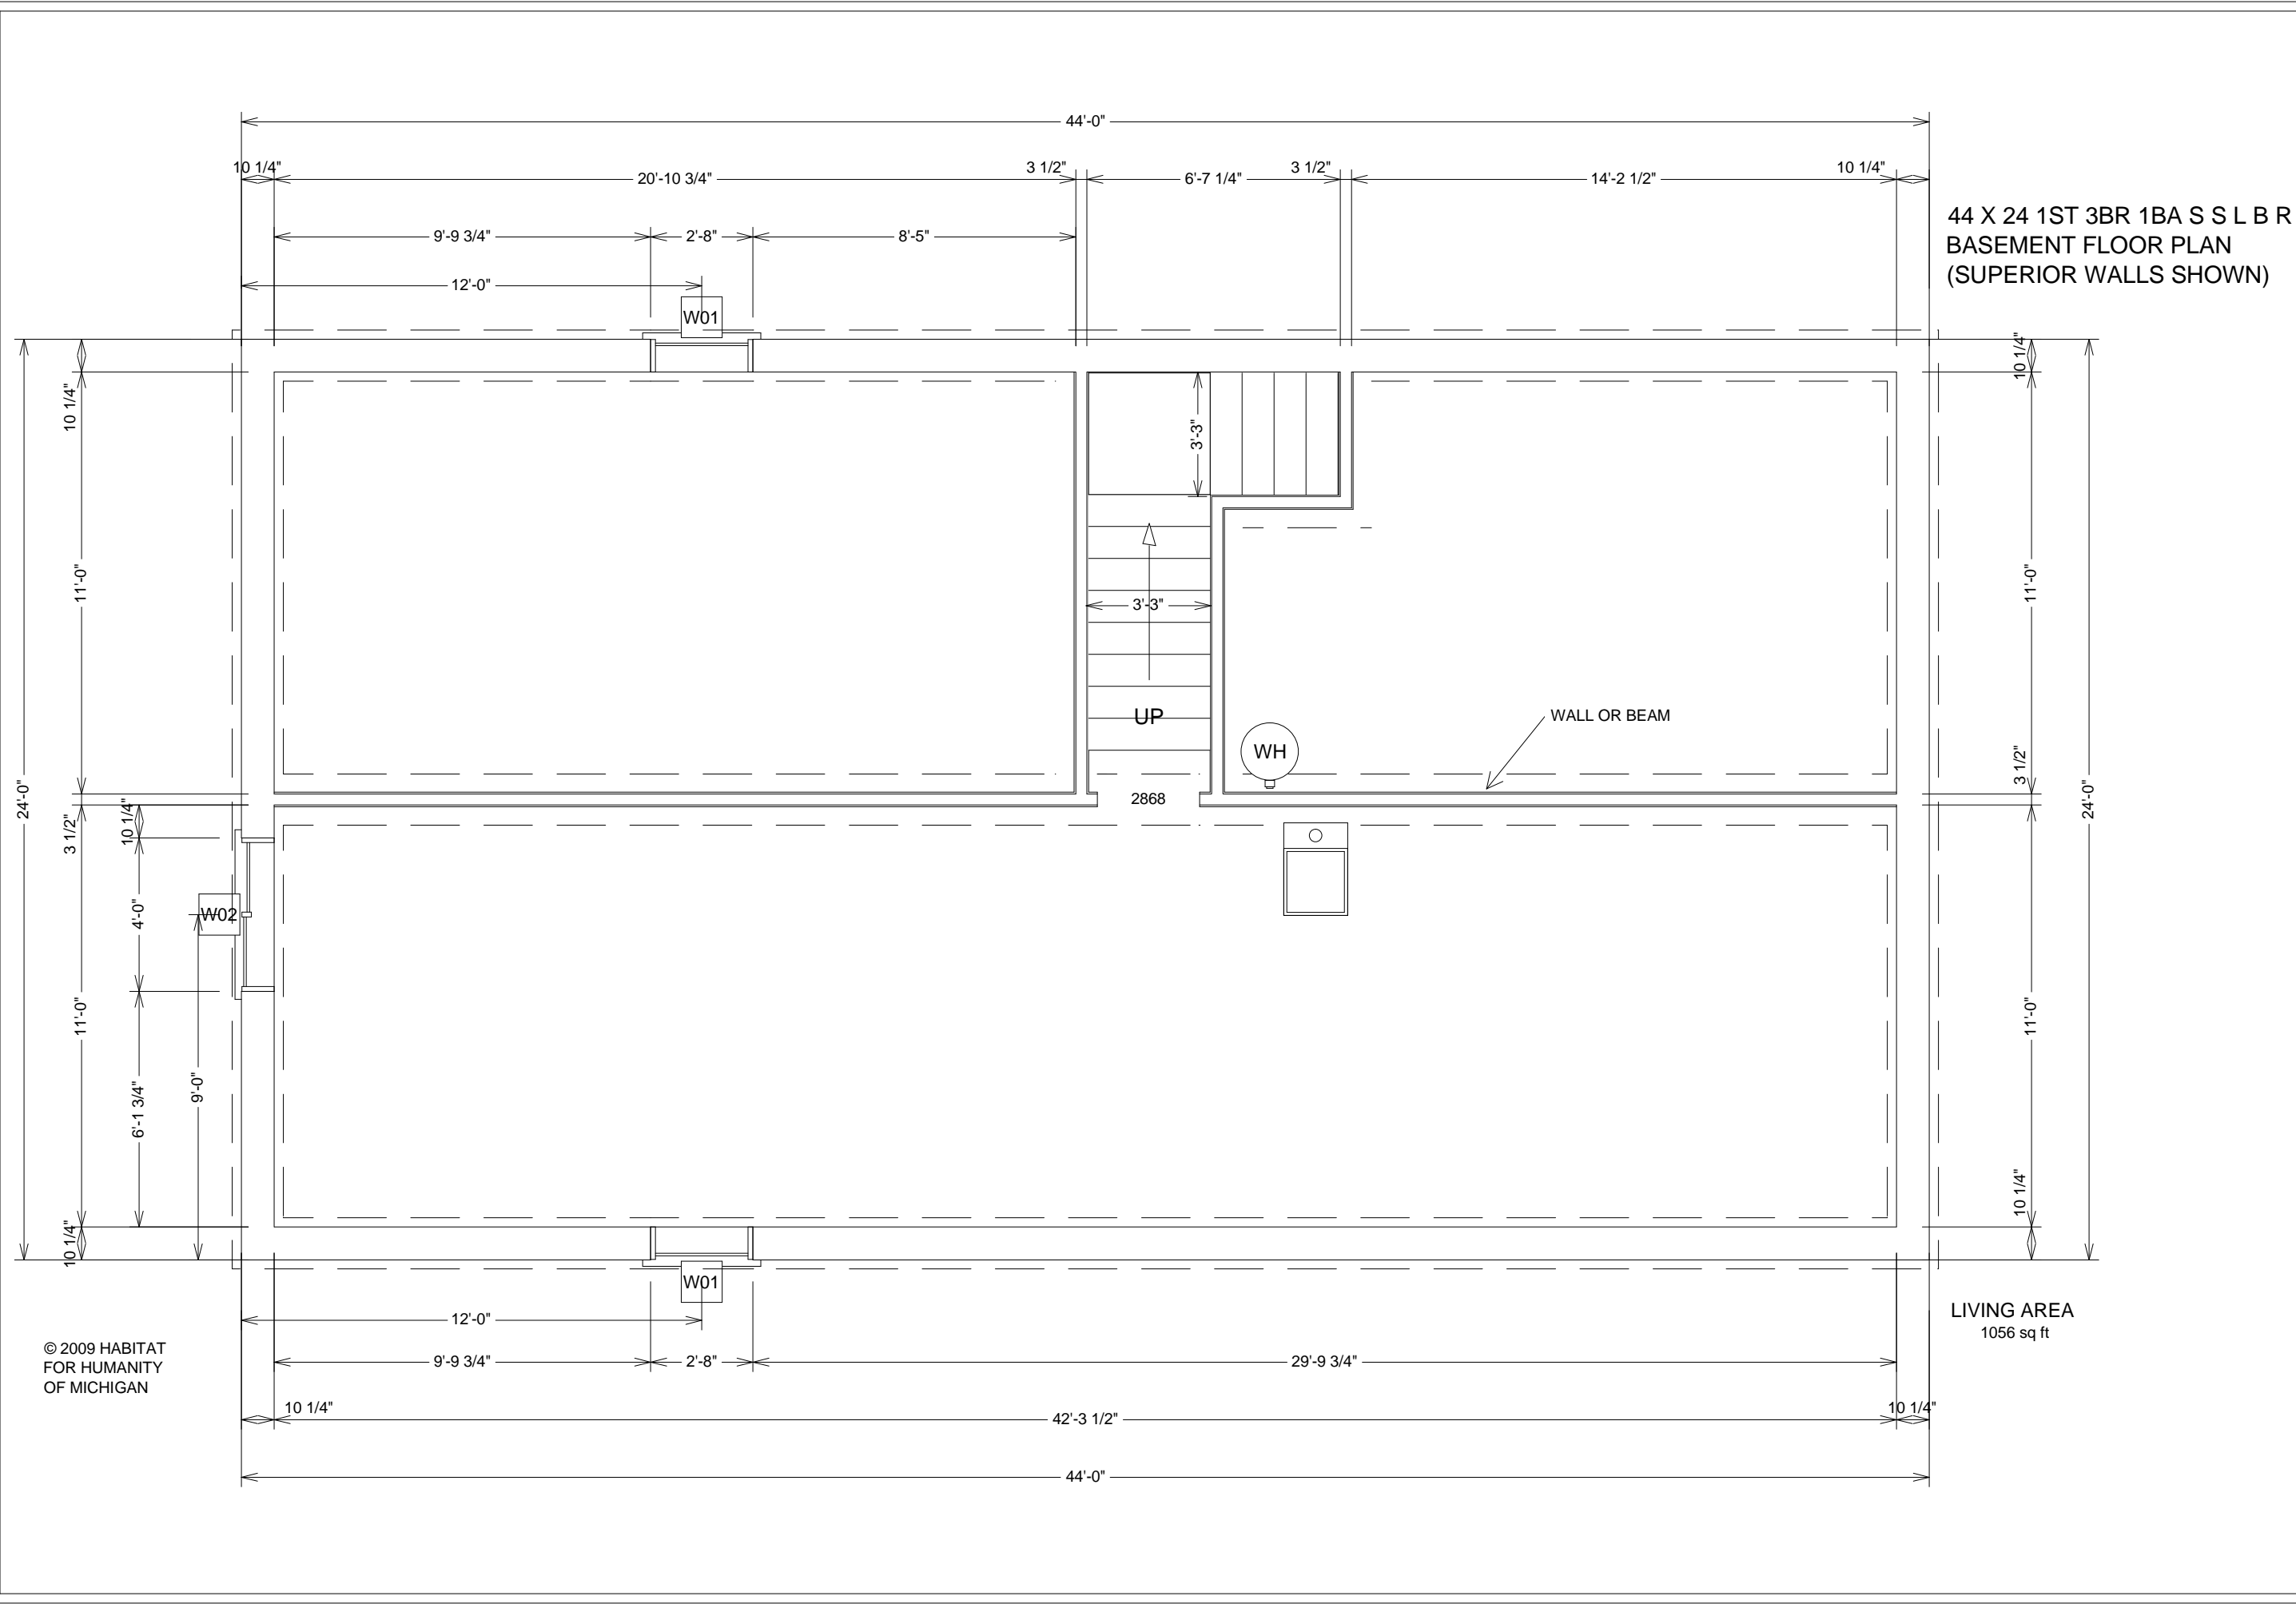 44'-0"
10 1/4"
20'-10 3/4"
3 1/2"
6'-7 1/4"
3 1/2"
14'-2 1/2"
10 1/4"
44 X 24 1ST 3BR 1BA S S L B R
BASEMENT FLOOR PLAN
(SUPERIOR WALLS SHOWN)
9'-9 3/4"
2'-8"
8'-5"
12'-0"
W01
10 1/4"
10 1/4"
3'-3"
11'-0"
11'-0"
3'-3"
UP
WALL OR BEAM
WH
3 1/2"
24'-0"
24'-0"
2868
10 1/4"
3 1/2"
W02
4'-0"
11'-0"
11'-0"
9'-0"
6'-1 3/4"
10 1/4"
10 1/4"
W01
12'-0"
LIVING AREA
1056 sq ft
© 2009 HABITAT
FOR HUMANITY
OF MICHIGAN
9'-9 3/4"
2'-8"
29'-9 3/4"
10 1/4"
42'-3 1/2"
10 1/4"
44'-0"